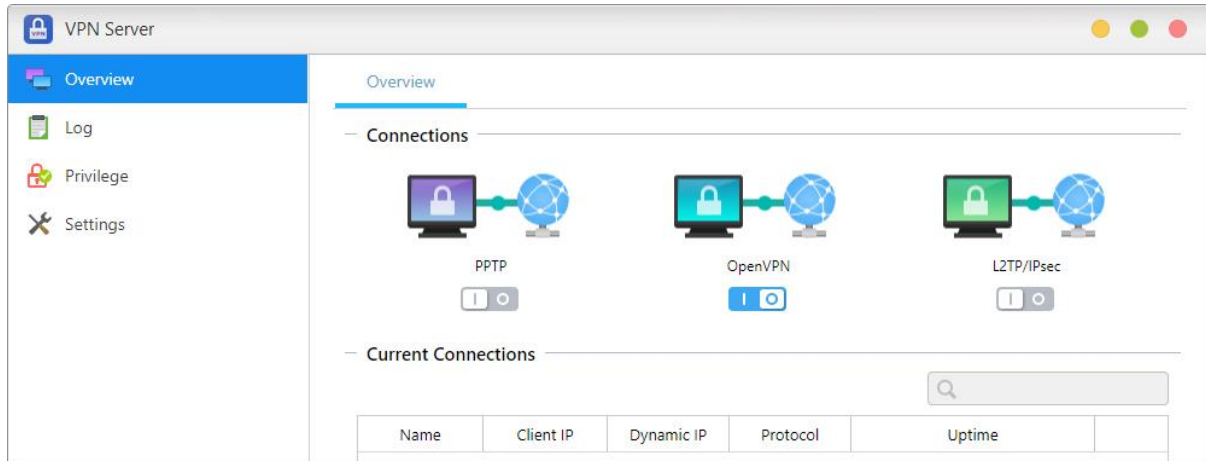 VPN Server
Overview
Log
Privilege
Settings
Overview
Connections
PPTP OpenVPN L2TP/IPsec
Current Connections
Name Client IP Dynamic IP Protocol Uptime